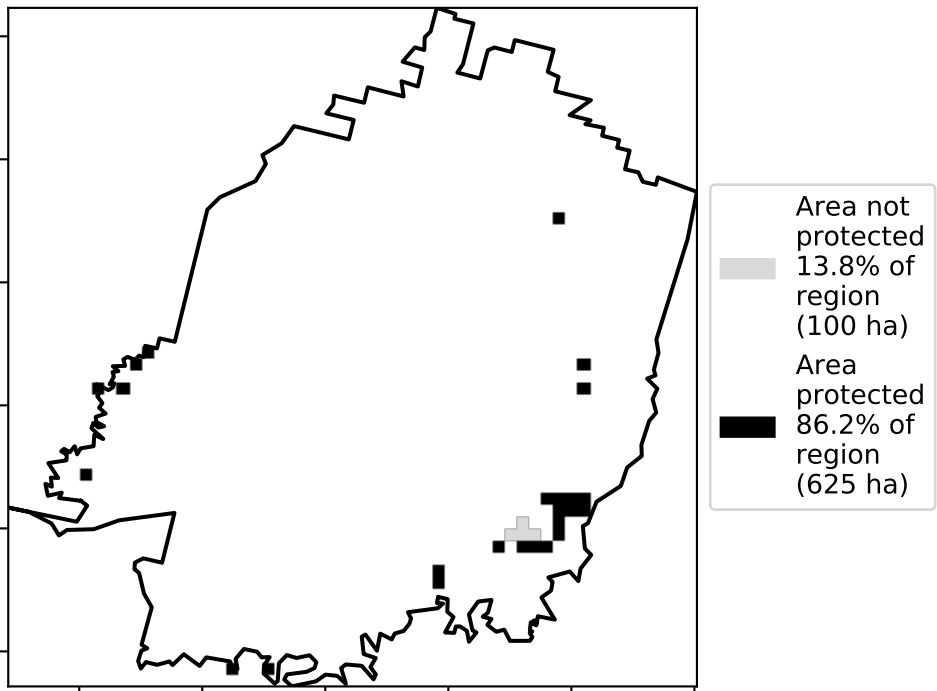 Area not
protected
13.8% of
region
(100 ha)
Area
protected
86.2% of
region
(625 ha)